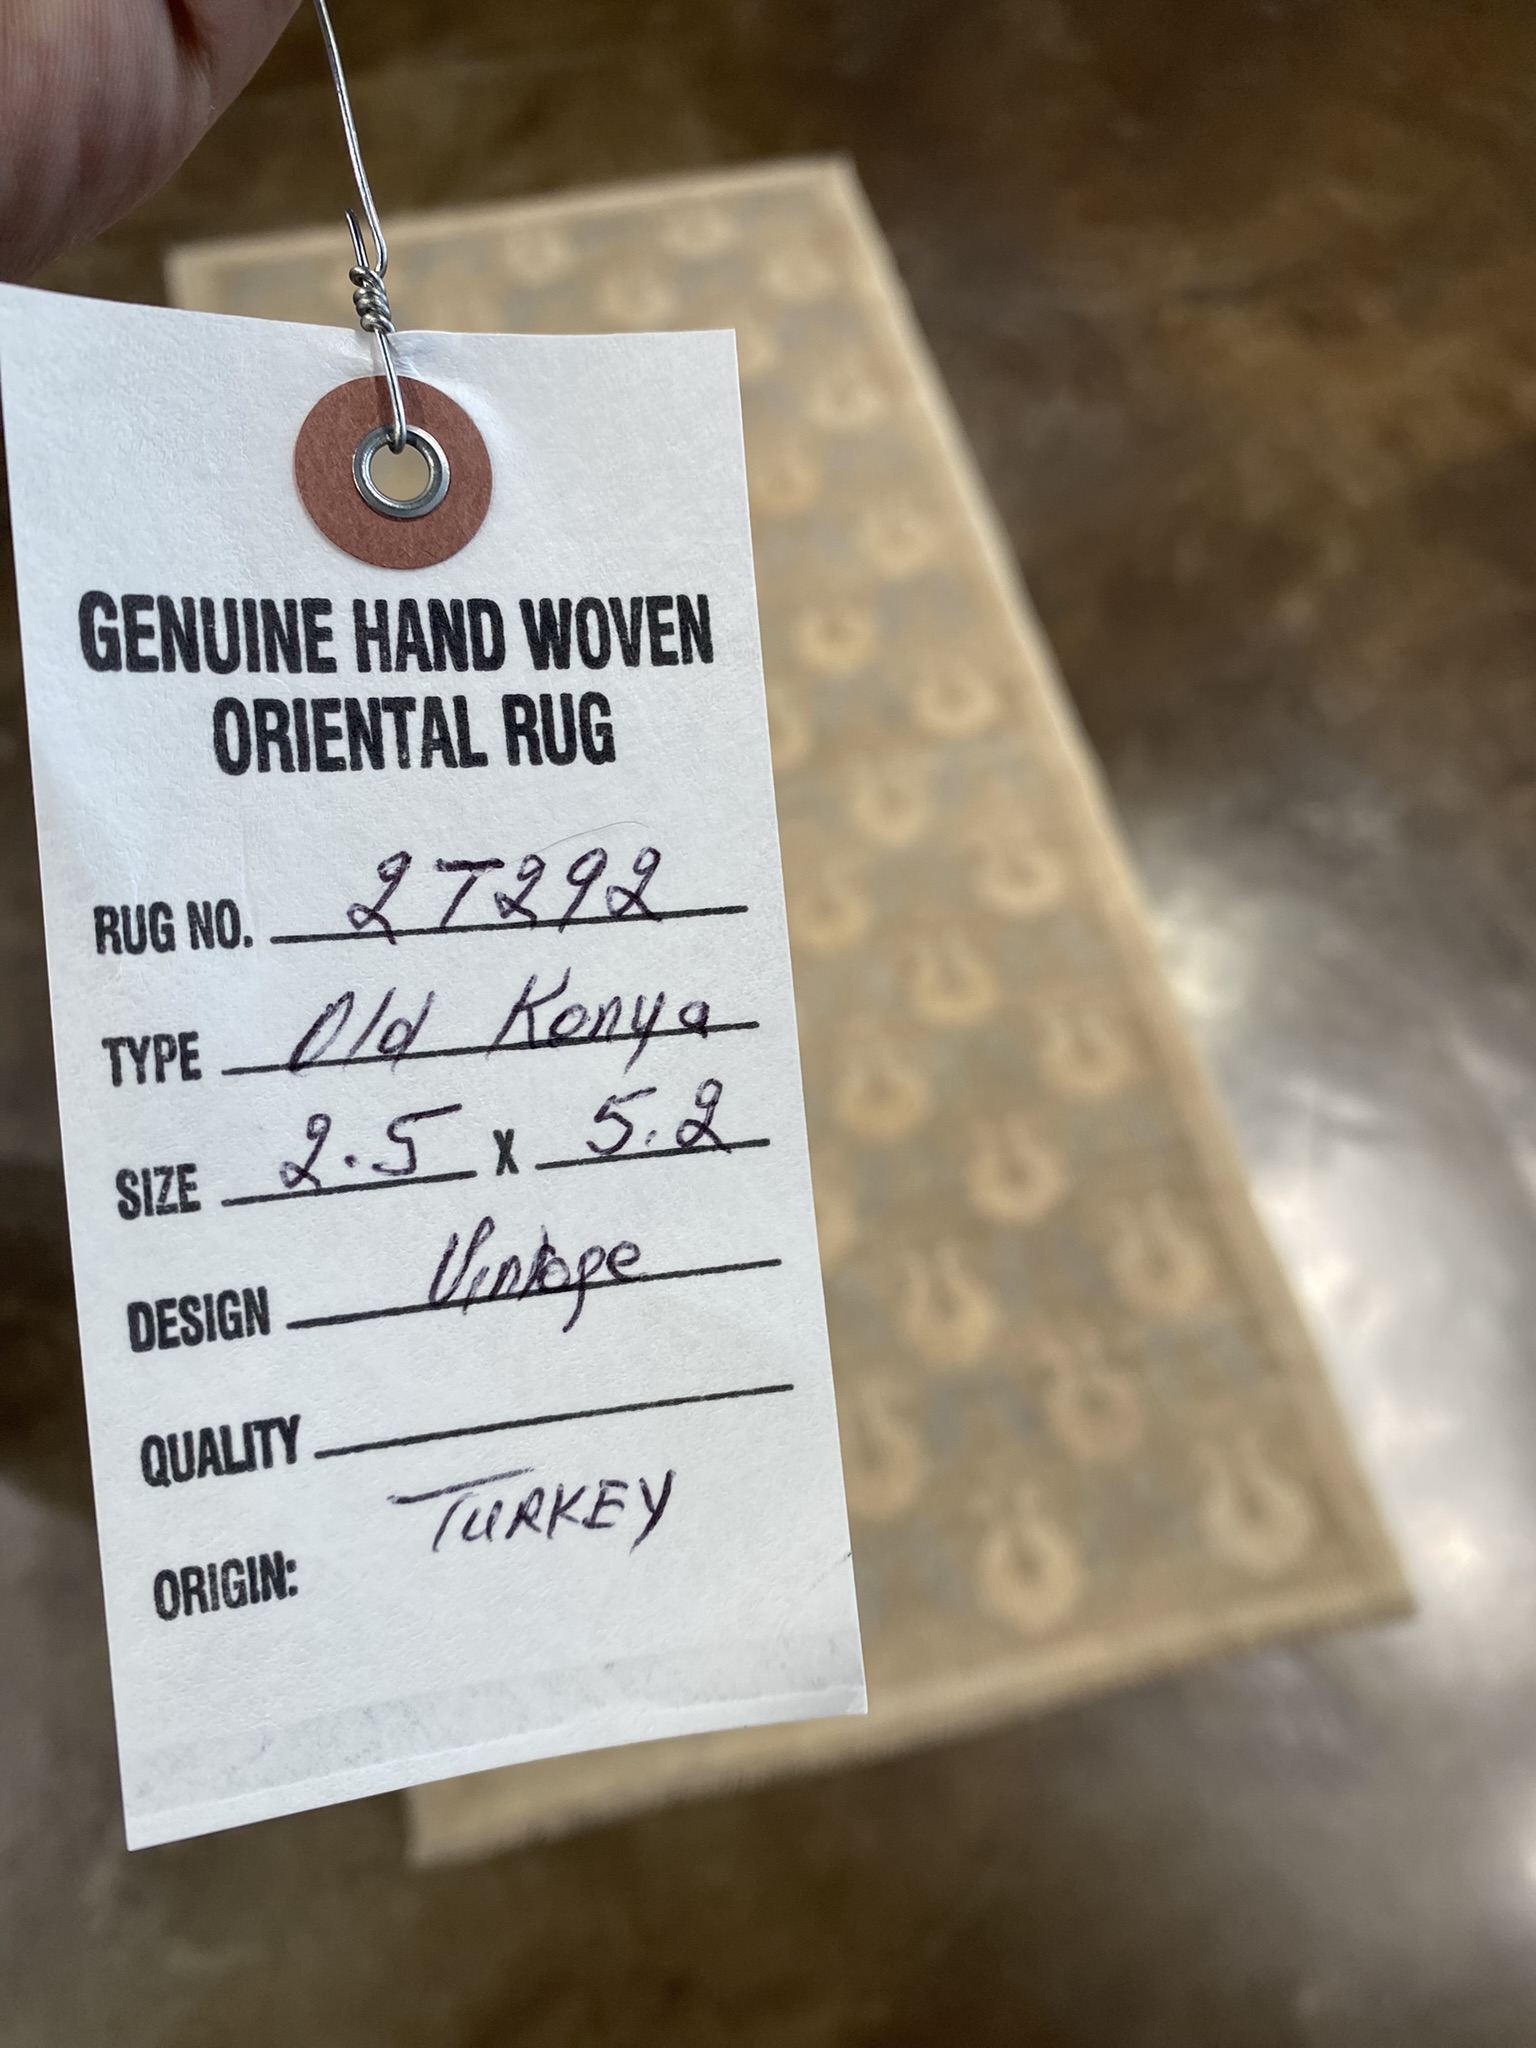 GENUINE HAND WOVEN
ORIENTAL RUG
RUG NO. 27292
TYPE Old Konya
SIZE 2.5 X 5.2
DESIGN Vintage
QUALITY
ORIGIN: TURKEY